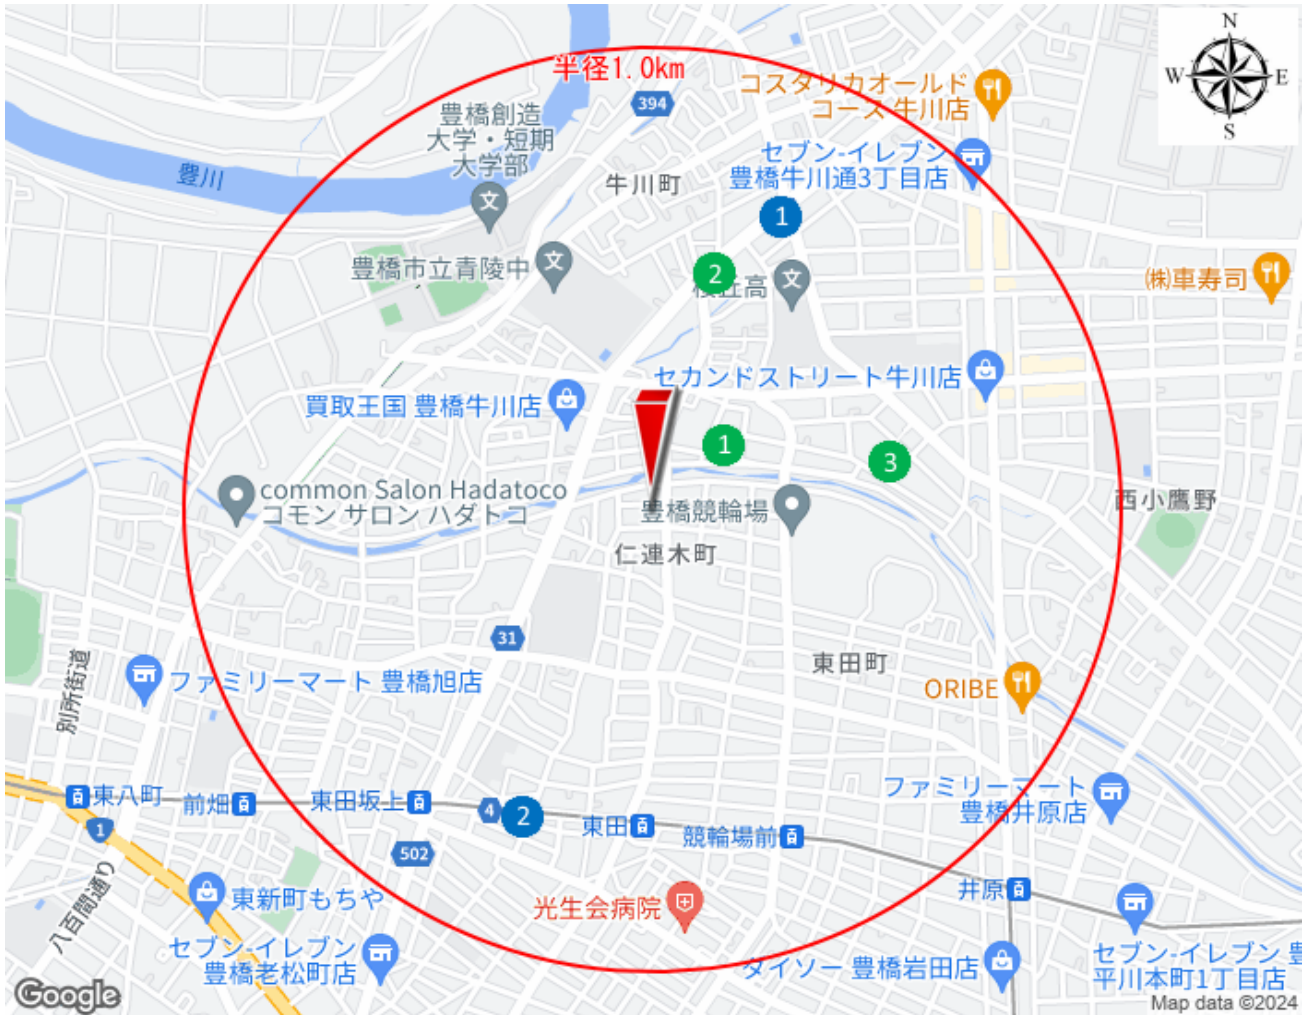 N
W
E
S
半径1.0km
394
コスタリカオールド
コース 牛川店
豊橋創造
大学・短期
大学部
セブン-イレブン
豊橋牛川通3丁目店
豊川
牛川町
1
豊橋市立青陵中
2
桜丘高
㈱車寿司
セカンドストリート牛川店
買取王国 豊橋牛川店
1
3
common Salon Hadatoco
コモン サロン ハダトコ
豊橋競輪場
西小鷹野
仁連木町
31
東田町
別所街道
ファミリーマート 豊橋旭店
ORIBE
東八町
前畑
東田坂上
4
2
東田
競輪場前
ファミリーマート
豊橋井原店
1
502
八百間通り
東新町もちや
光生会病院
井原
セブン-イレブン
豊橋老松町店
ダイソー 豊橋岩田店
セブン-イレブン 豊
平川本町1丁目店
Google
Map data ©2024